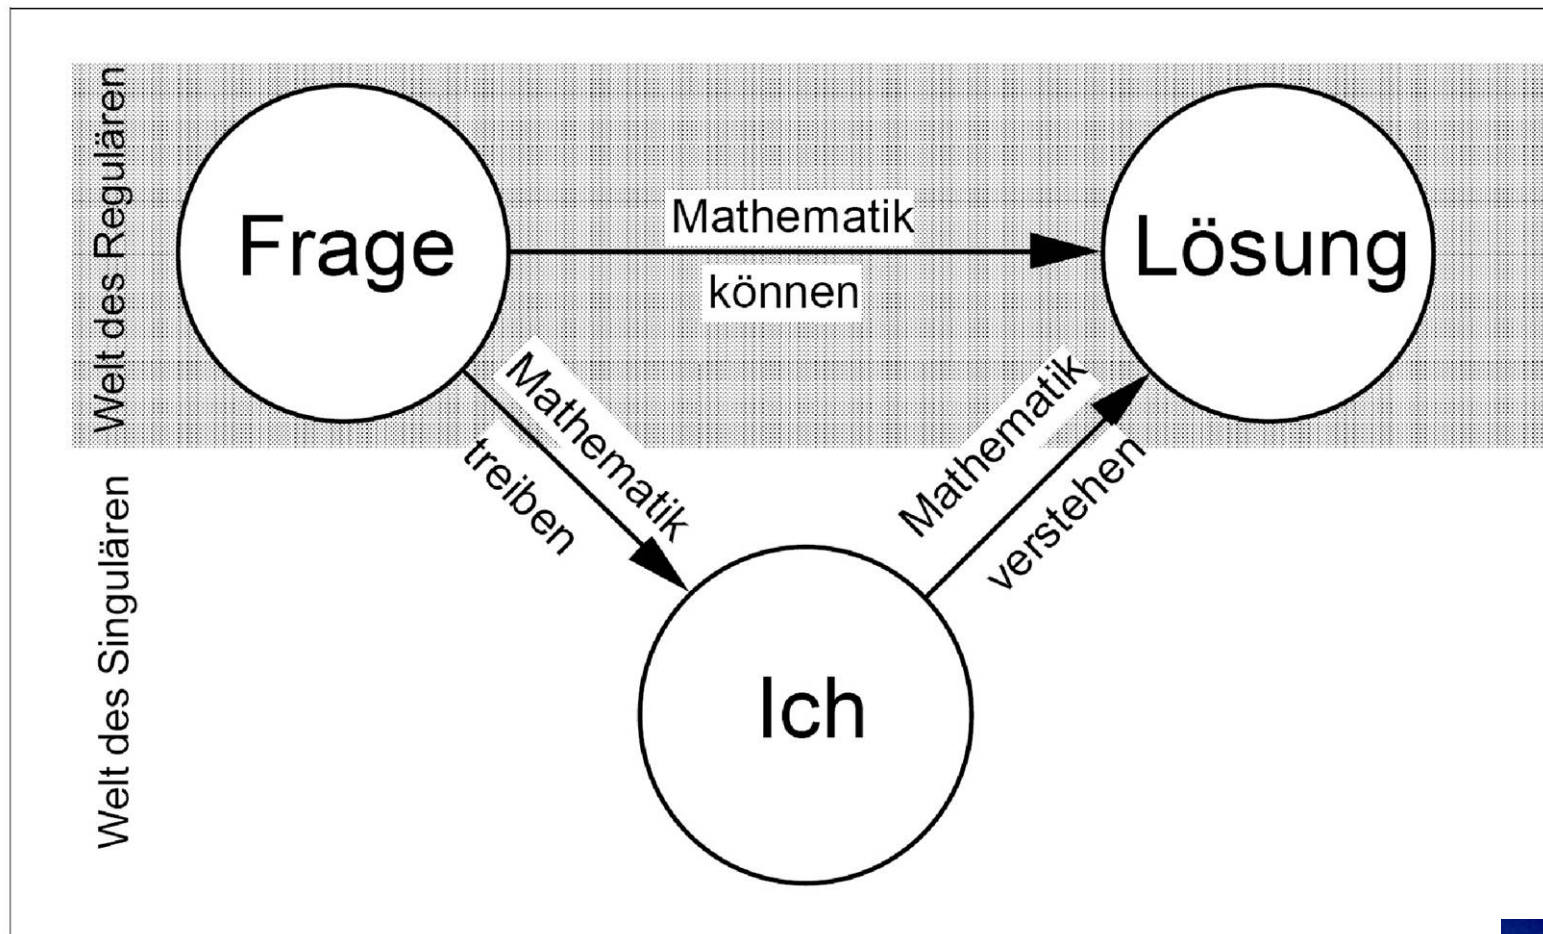 Welt des Regulären
Frage
Mathematik
können
Lösung
Mathematik
treiben
Mathematik
verstehen
Welt des Singulären
Ich